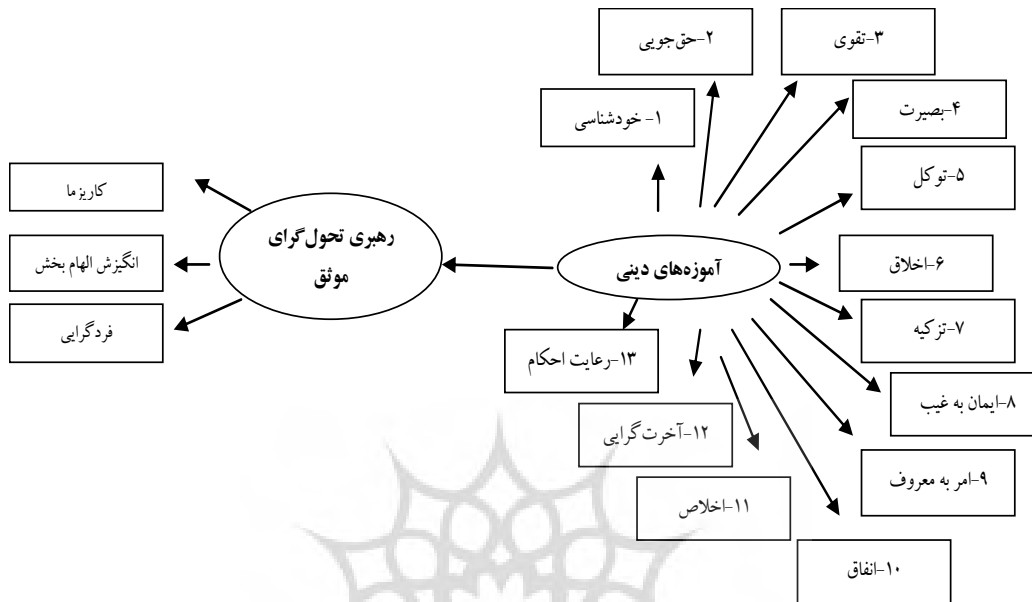 ۲-حق‌جویی
۳-تقوی
۴-بصیرت
۱- خودشناسی
۵-توکل
کاریزما
رهبری تحول‌گرای
موثق
آموزه‌های دینی
انگیزش الهام بخش
۶-اخلاق
فردگرایی
۷-تزکیه
۱۳-رعایت احکام
۸-ایمان به غیب
۱۲-آخرت‌گرایی
۹-امر به معروف
۱۱-اخلاص
۱۰-انفاق